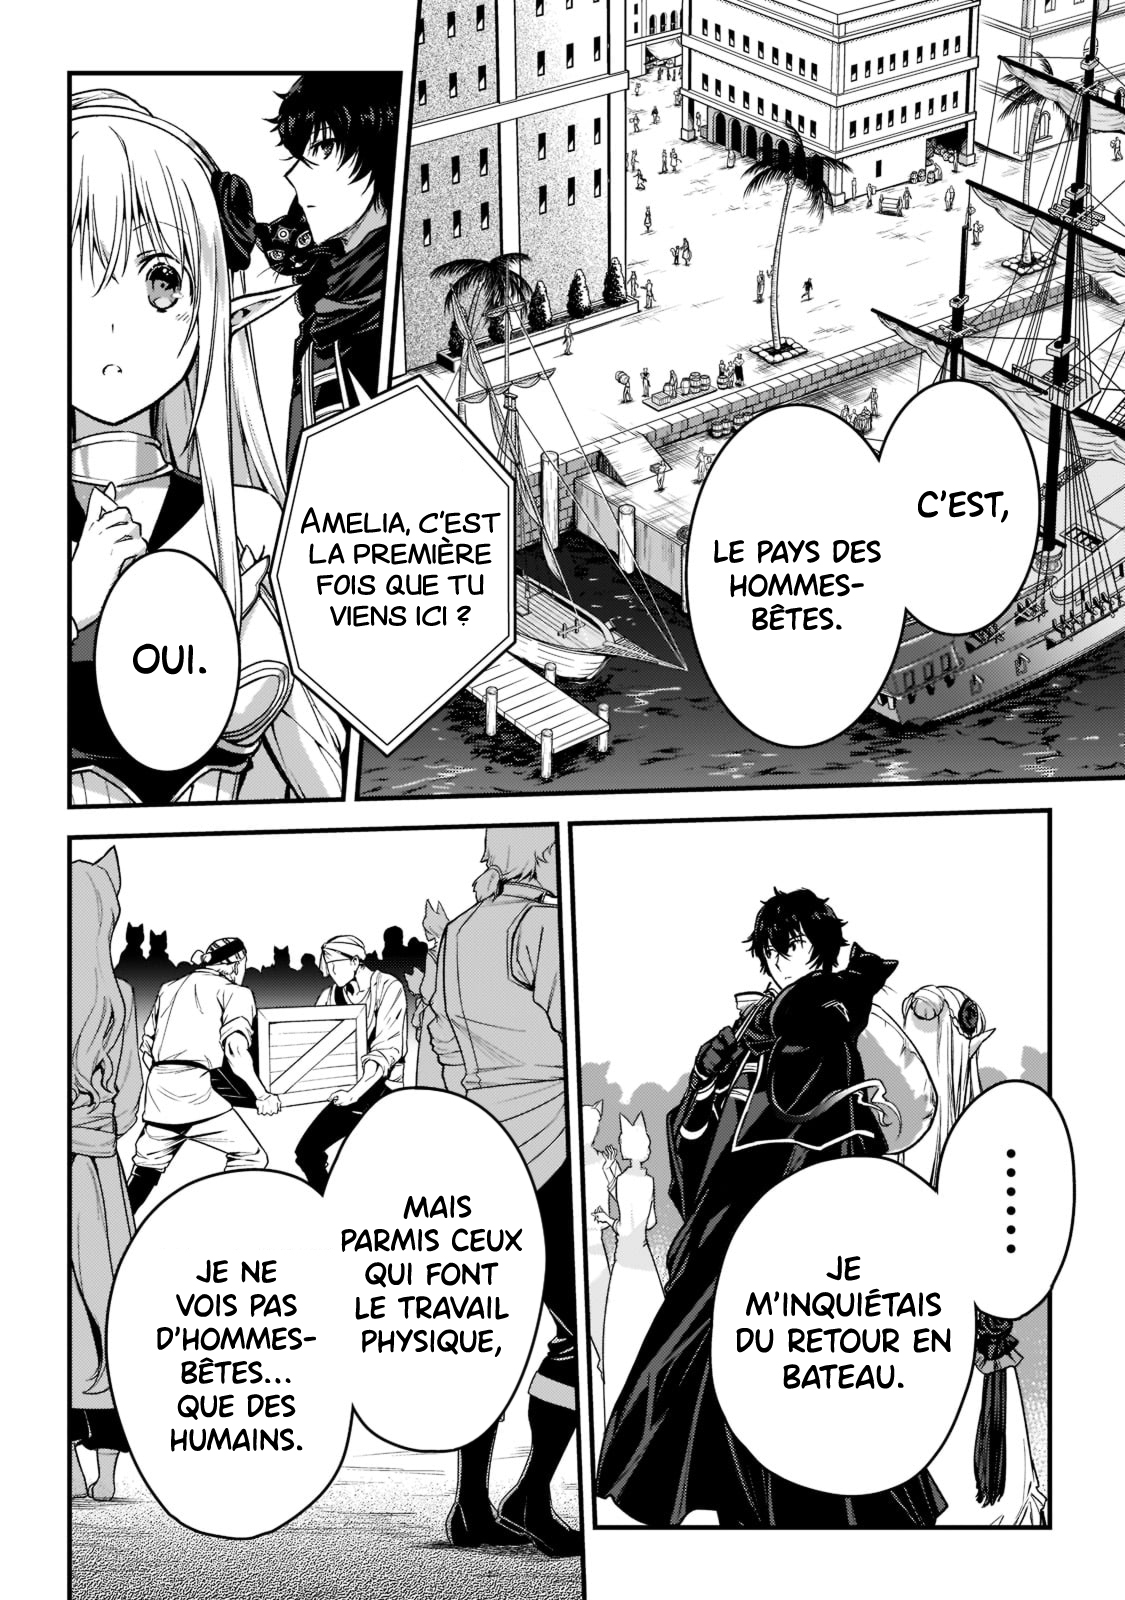 C'EST,
LE PAYS DES
HOMMES-
BÊTES.
AMELIA, C'EST
LA PREMIÈRE
FOIS QUE TU
VIENS ICI ?
OUI.
.......
JE
M'INQUIÉTAIS
DU RETOUR EN
BATEAU.
MAIS
PARMIS CEUX
QUI FONT
LE TRAVAIL
PHYSIQUE,
JE NE
VOIS PAS
D'HOMMES-
BÊTES...
QUE DES
HUMAINS.